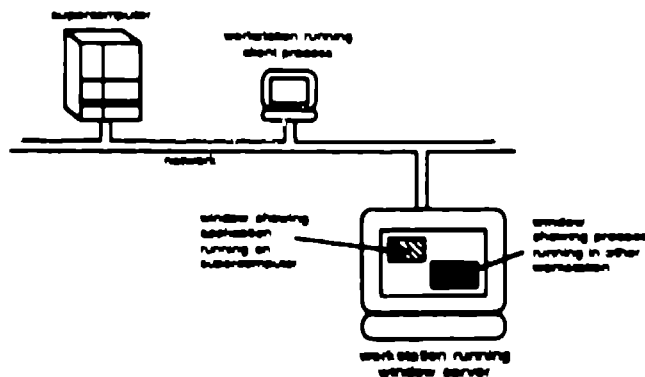 supercomputer
workstation running
client process
network
window showing
application
running on
supercomputer
window
showing process
running in other
workstation
workstation running
window server